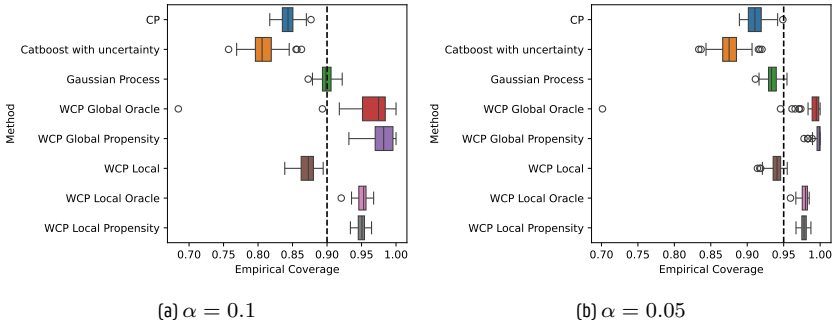 CP
Catboost with uncertainty
Gaussian Process
WCP Global Oracle
WCP Global Propensity
WCP Local
WCP Local Oracle
WCP Local Propensity
Method
0.70 0.75 0.80 0.85 0.90 0.95 1.00
Empirical Coverage
(a) α = 0.1
CP
Catboost with uncertainty
Gaussian Process
WCP Global Oracle
WCP Global Propensity
WCP Local
WCP Local Oracle
WCP Local Propensity
Method
0.70 0.75 0.80 0.85 0.90 0.95 1.00
Empirical Coverage
(b) α = 0.05